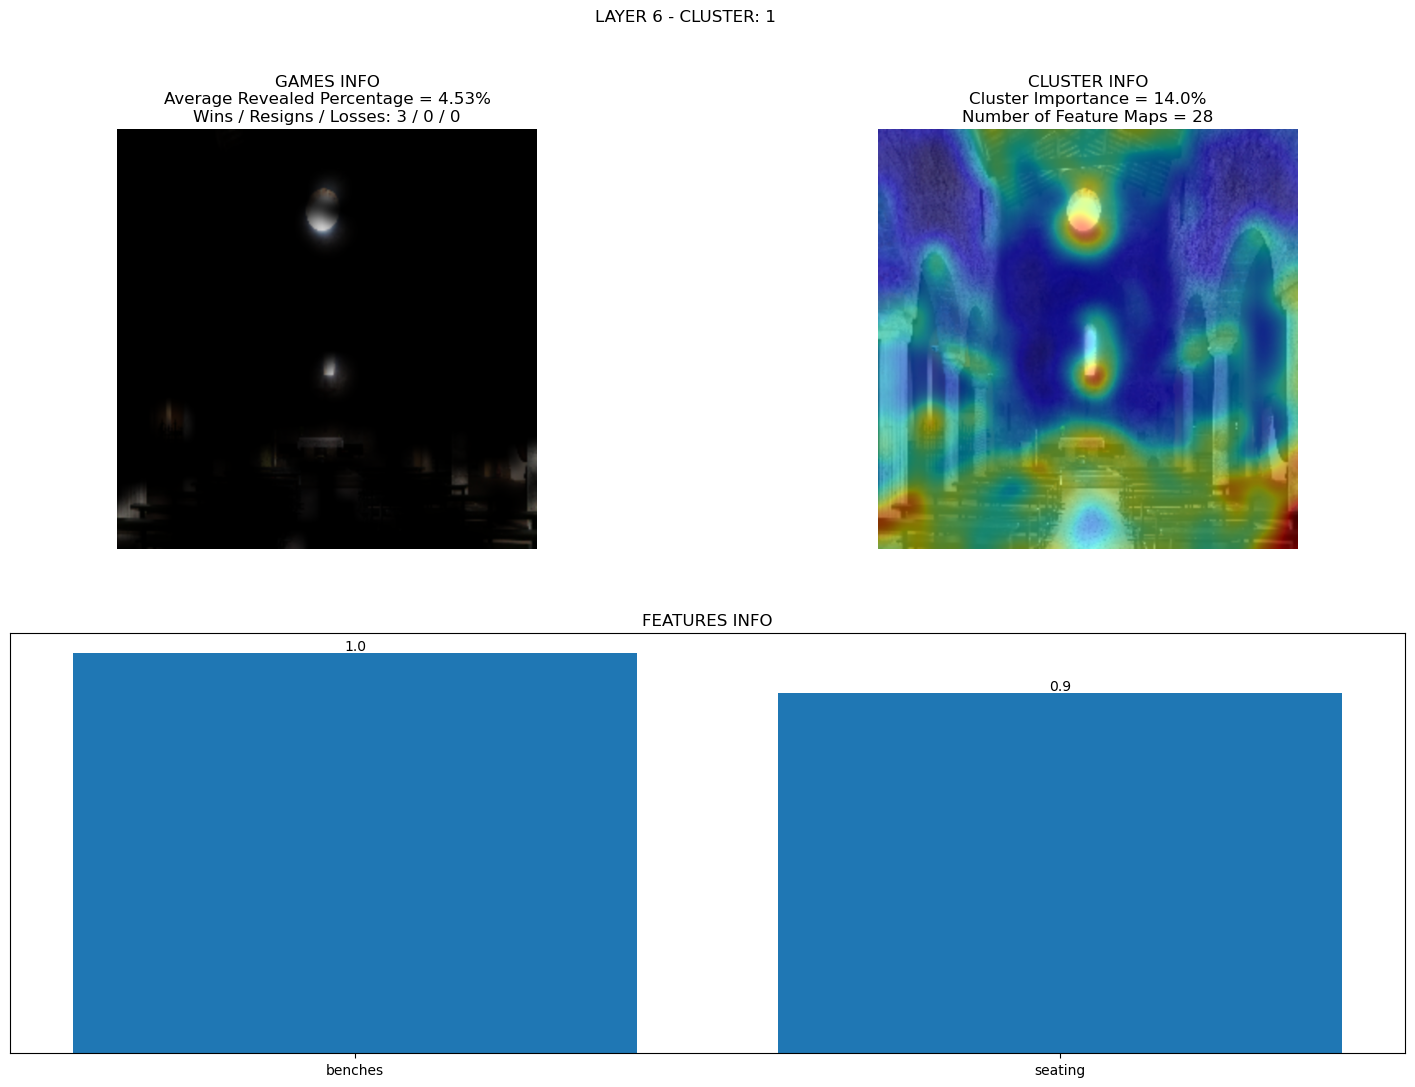 LAYER 6 - CLUSTER: 1
GAMES INFO
Average Revealed Percentage = 4.53%
Wins / Resigns / Losses: 3 / 0 / 0
CLUSTER INFO
Cluster Importance = 14.0%
Number of Feature Maps = 28
FEATURES INFO
1.0
0.9
benches
seating